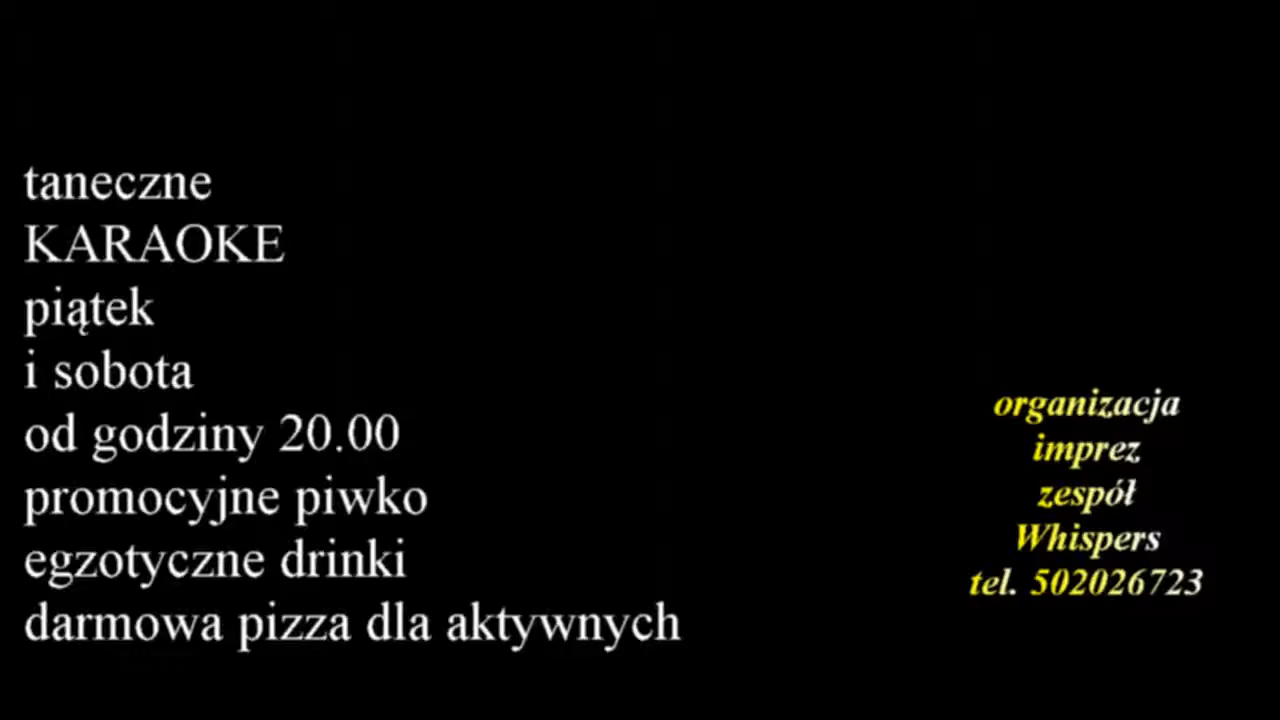 taneczne
KARAOKE
piątek
i sobota
od godziny 20.00
promocyjne piwko
egzotyczne drinki
darmowa pizza dla aktywnych
organizacja
imprez
zespół
Whispers
tel. 502026723